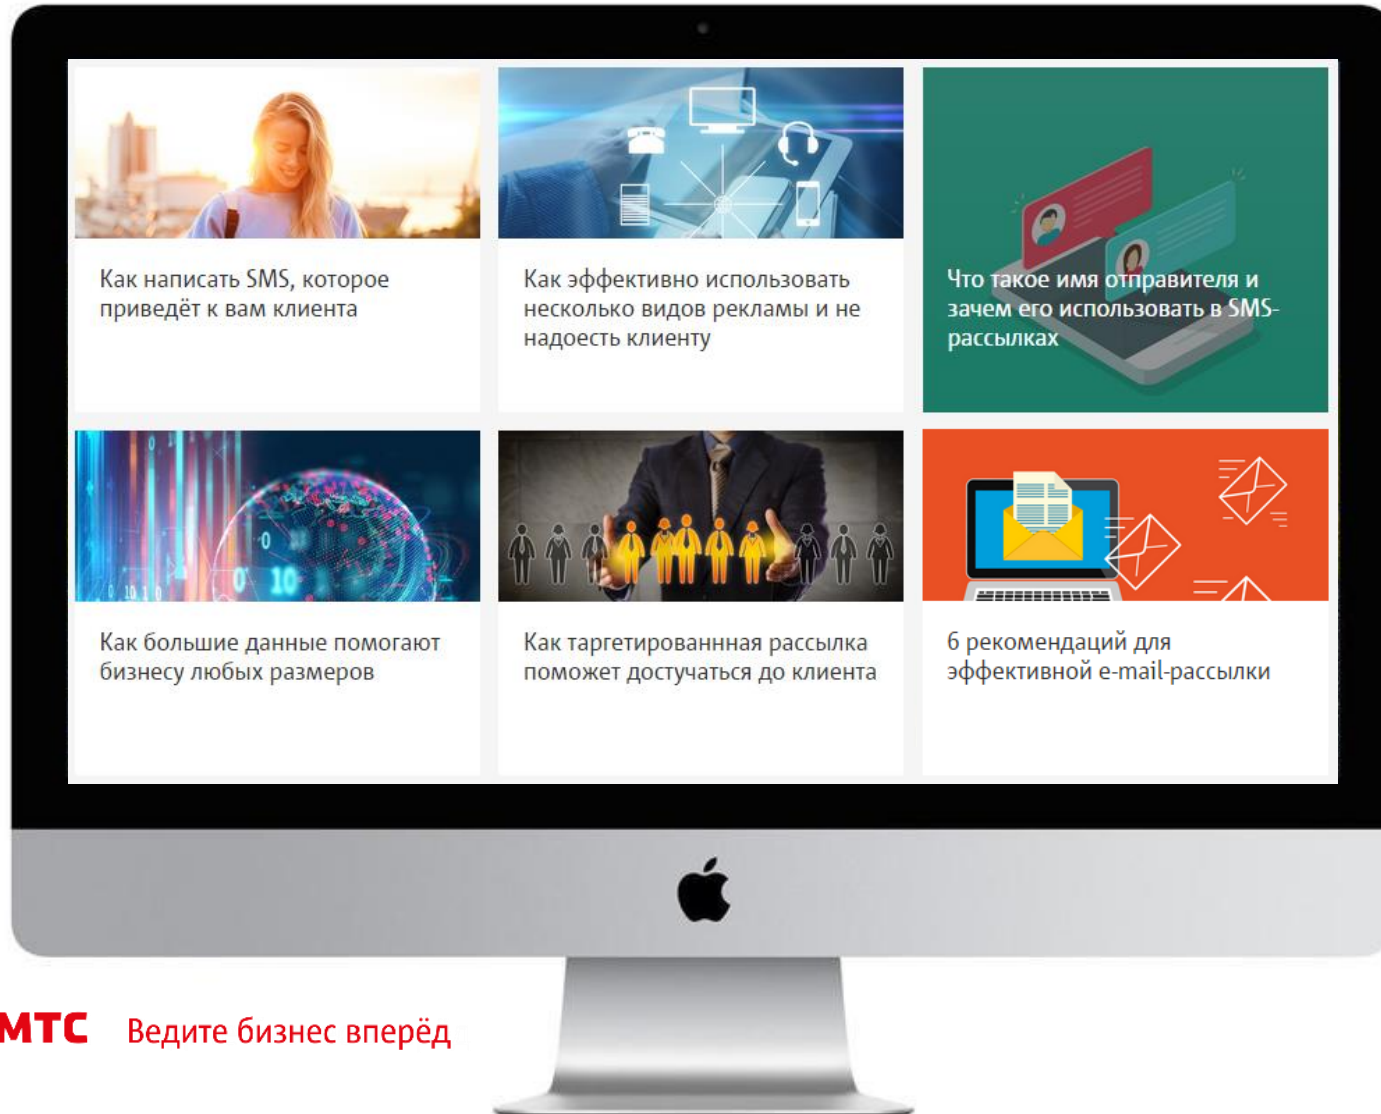 Как написать SMS, которое
приведёт к вам клиента
Как эффективно использовать
несколько видов рекламы и не
надоесть клиенту
Что такое имя отправителя и
зачем его использовать в SMS-
рассылках
Как большие данные помогают
бизнесу любых размеров
Как таргетированнная рассылка
поможет достучаться до клиента
6 рекомендаций для
эффективной e-mail-рассылки
МТС Ведите бизнес вперёд